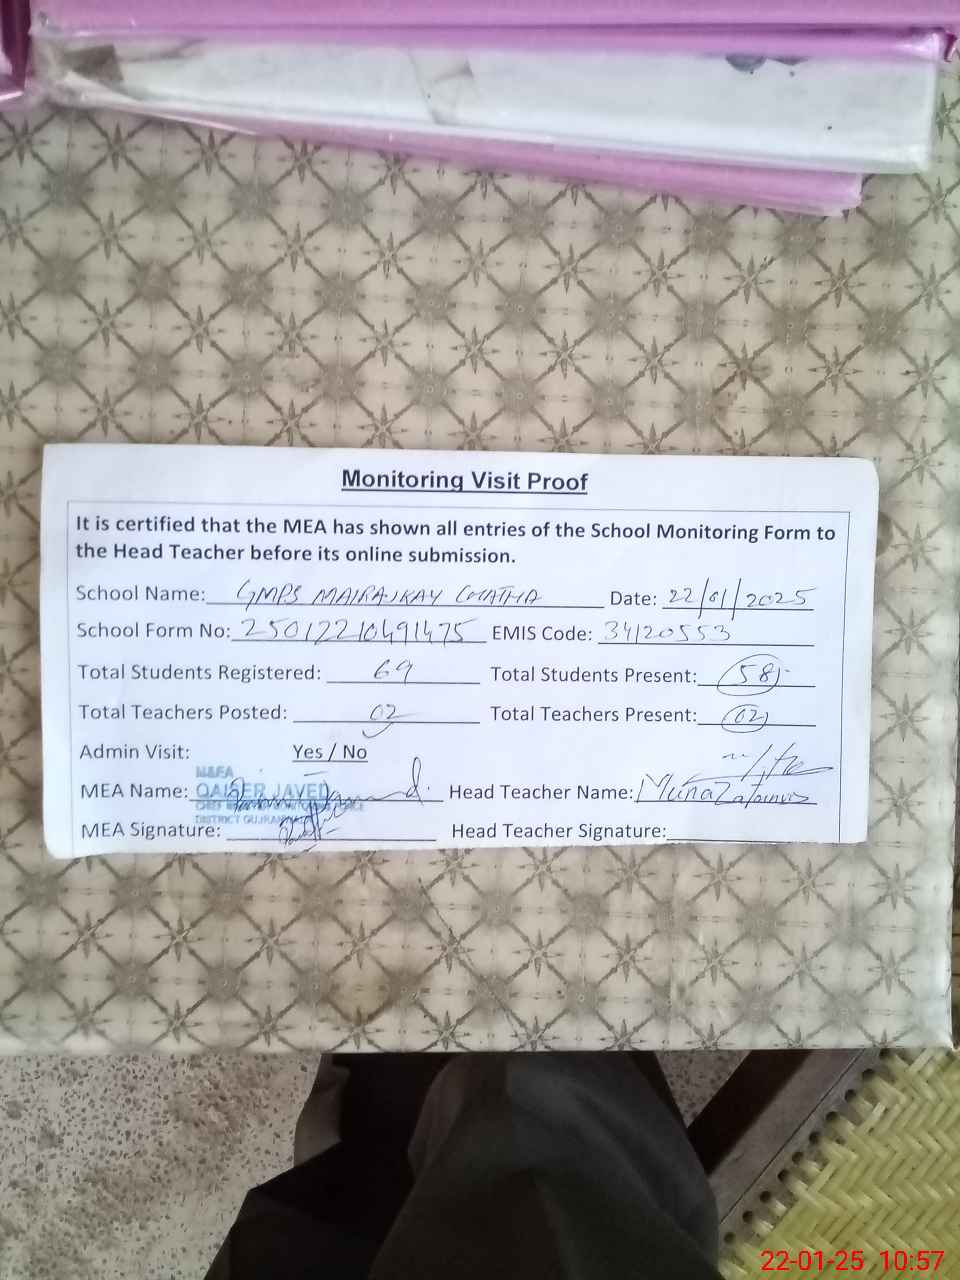 Monitoring Visit Proof
It is certified that the MEA has shown all entries of the School Monitoring Form to
the Head Teacher before its online submission.
School Name: GMPS MAIRAJKAY CHATHA Date: 22/01/2025
School Form No: 25012210491475 EMIS Code: 34120553
Total Students Registered: 69 Total Students Present: 58
Total Teachers Posted: 02 Total Teachers Present: 02
Admin Visit: Yes / No
M&EA
MEA Name: QAISER JAVED Head Teacher Name:
DISTRICT GUJRANWALA
MEA Signature: Head Teacher Signature:
22-01-25 10:57